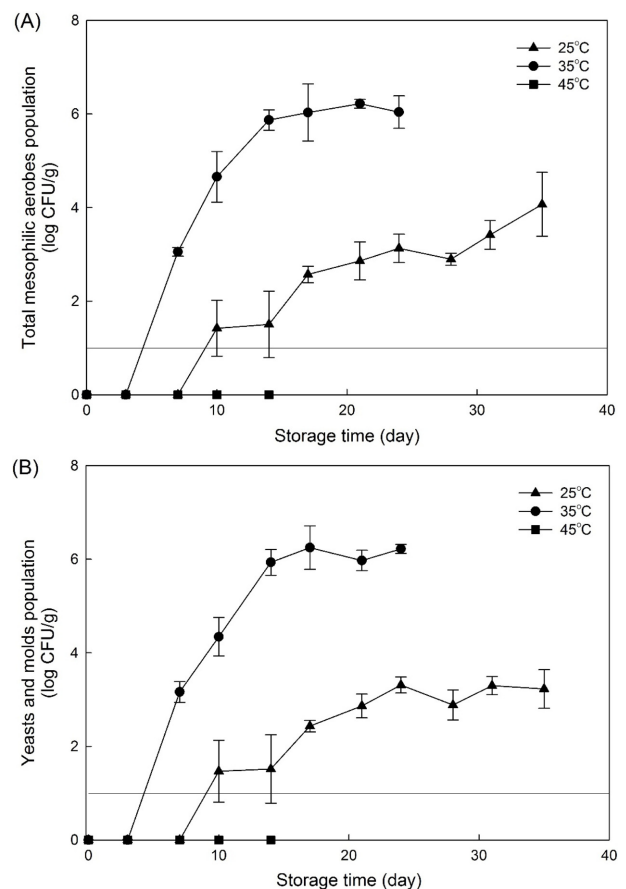 (A)
8
6
4
2
0
Total mesophilic aerobes population
(log CFU/g)
25°C
35°C
45°C
0 10 20 30 40
Storage time (day)
(B)
8
6
4
2
0
Yeasts and molds population
(log CFU/g)
25°C
35°C
45°C
0 10 20 30 40
Storage time (day)